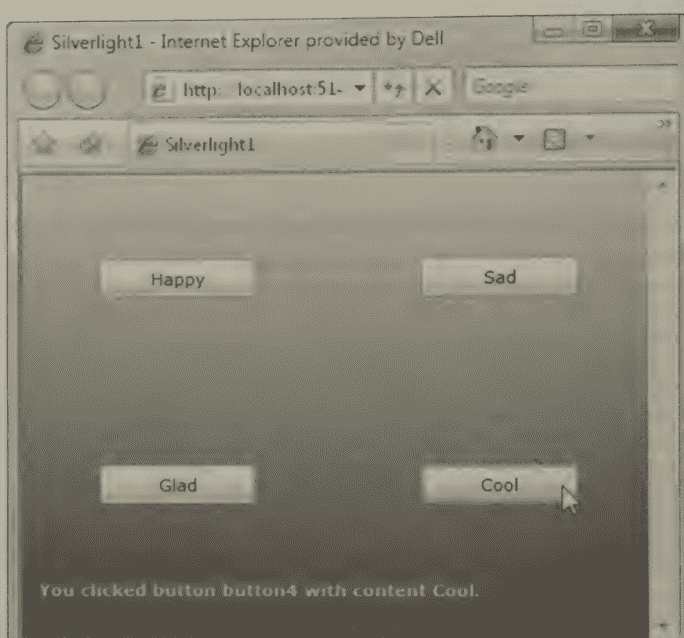 Silverlight1 - Internet Explorer provided by Dell
http: localhost:51-
Google
Silverlight1
Happy
Sad
Glad
Cool
You clicked button button4 with content Cool.